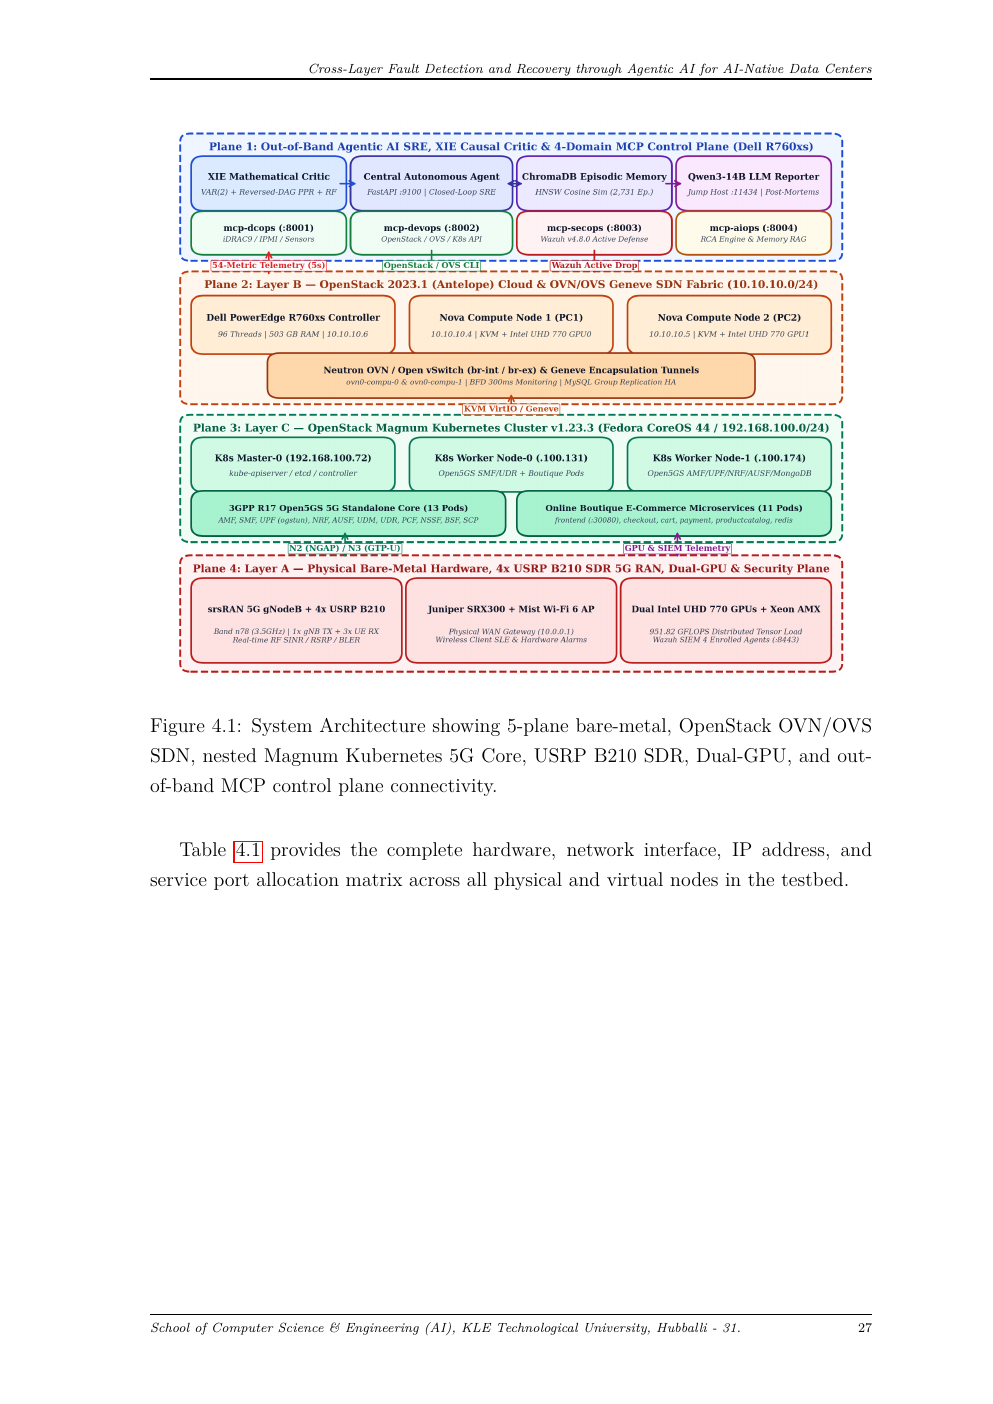 Cross-Layer Fault Detection and Recovery through Agentic AI for AI-Native Data Centers
Plane 1: Out-of-Band Agentic AI SRE, XIE Causal Critic & 4-Domain MCP Control Plane (Dell R760xs)
XIE Mathematical Critic
VAR(2) + Reversed-DAG PPR + RF
Central Autonomous Agent
FastAPI :9100 | Closed-Loop SRE
ChromaDB Episodic Memory
HNSW Cosine Sim (2,731 Ep.)
Qwen3-14B LLM Reporter
Jump Host :11434 | Post-Mortems
mcp-dcops (:8001)
iDRAC9 / IPMI / Sensors
mcp-devops (:8002)
OpenStack / OVS / K8s API
mcp-secops (:8003)
Wazuh v4.8.0 Active Defense
mcp-aiops (:8004)
RCA Engine & Memory RAG
54-Metric Telemetry (5s)
OpenStack / OVS CLI
Wazuh Active Drop
Plane 2: Layer B — OpenStack 2023.1 (Antelope) Cloud & OVN/OVS Geneve SDN Fabric (10.10.10.0/24)
Dell PowerEdge R760xs Controller
96 Threads | 503 GB RAM | 10.10.10.6
Nova Compute Node 1 (PC1)
10.10.10.4 | KVM + Intel UHD 770 GPU0
Nova Compute Node 2 (PC2)
10.10.10.5 | KVM + Intel UHD 770 GPU1
Neutron OVN / Open vSwitch (br-int / br-ex) & Geneve Encapsulation Tunnels
ovn0-compu-0 & ovn0-compu-1 | BFD 300ms Monitoring | MySQL Group Replication HA
KVM VirtIO / Geneve
Plane 3: Layer C — OpenStack Magnum Kubernetes Cluster v1.23.3 (Fedora CoreOS 44 / 192.168.100.0/24)
K8s Master-0 (192.168.100.72)
kube-apiserver / etcd / controller
K8s Worker Node-0 (.100.131)
Open5GS SMF/UDR + Boutique Pods
K8s Worker Node-1 (.100.174)
Open5GS AMF/UPF/NRF/AUSF/MongoDB
3GPP R17 Open5GS 5G Standalone Core (13 Pods)
AMF, SMF, UPF (ogstun), NRF, AUSF, UDM, UDR, PCF, NSSF, BSF, SCP
Online Boutique E-Commerce Microservices (11 Pods)
frontend (:30080), checkout, cart, payment, productcatalog, redis
N2 (NGAP) / N3 (GTP-U)
GPU & SIEM Telemetry
Plane 4: Layer A — Physical Bare-Metal Hardware, 4x USRP B210 SDR 5G RAN, Dual-GPU & Security Plane
srsRAN 5G gNodeB + 4x USRP B210
Band n78 (3.5GHz) | 1x gNB TX + 3x UE RX
Real-time RF SINR / RSRP / BLER
Juniper SRX300 + Mist Wi-Fi 6 AP
Physical WAN Gateway (10.0.0.1)
Wireless Client SLE & Hardware Alarms
Dual Intel UHD 770 GPUs + Xeon AMX
951.82 GFLOPS Distributed Tensor Load
Wazuh SIEM 4 Enrolled Agents (:8443)
Figure 4.1: System Architecture showing 5-plane bare-metal, OpenStack OVN/OVS
SDN, nested Magnum Kubernetes 5G Core, USRP B210 SDR, Dual-GPU, and out-
of-band MCP control plane connectivity.
Table 4.1 provides the complete hardware, network interface, IP address, and
service port allocation matrix across all physical and virtual nodes in the testbed.
School of Computer Science & Engineering (AI), KLE Technological University, Hubballi - 31.
27